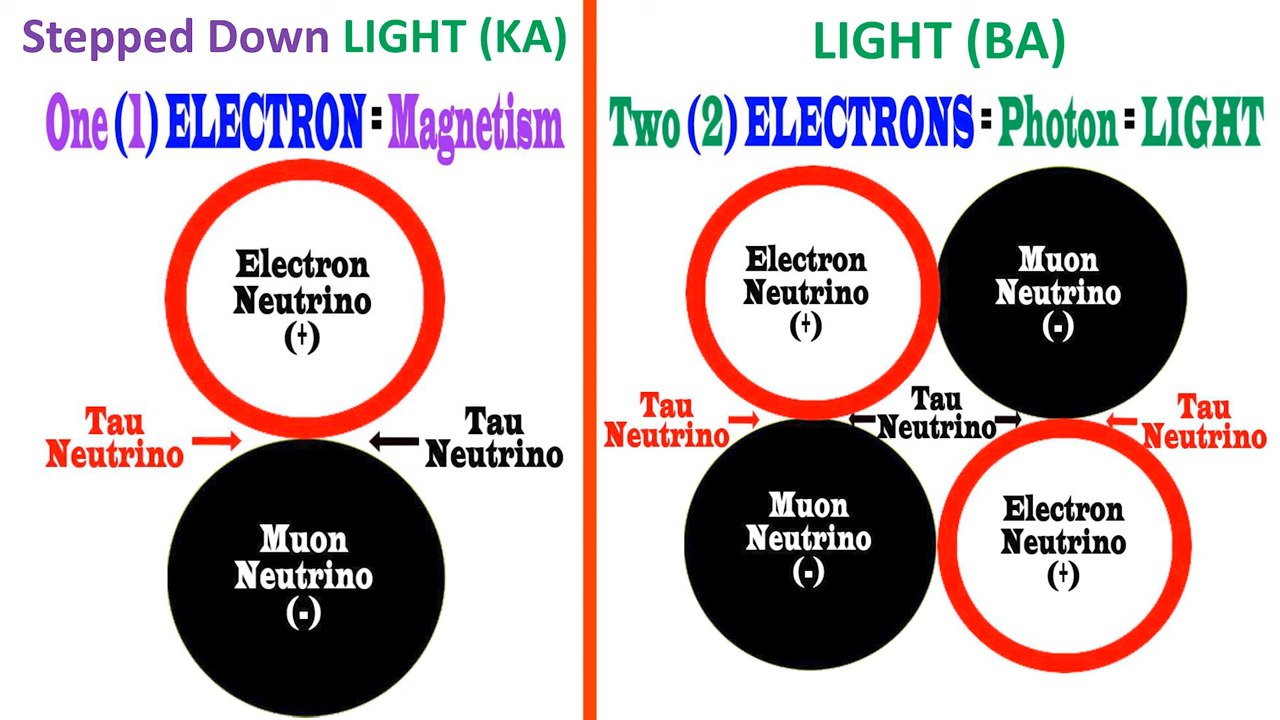 Stepped Down LIGHT (KA)
One (1) ELECTRON = Magnetism
Electron
Neutrino
(+)
Tau
Neutrino
Tau
Neutrino
Muon
Neutrino
(-)
LIGHT (BA)
Two (2) ELECTRONS = Photon = LIGHT
Electron
Neutrino
(+)
Muon
Neutrino
(-)
Tau
Neutrino
Tau
Neutrino
Tau
Neutrino
Muon
Neutrino
(-)
Electron
Neutrino
(+)